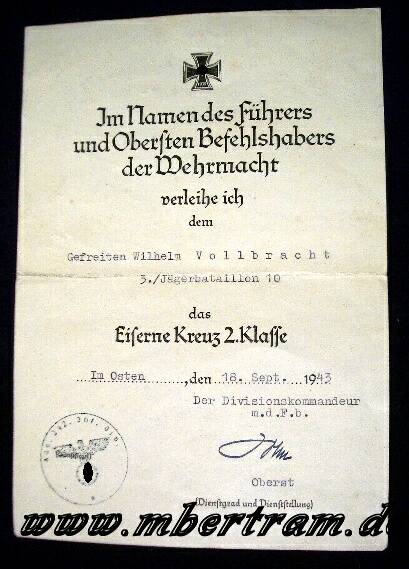 Im Namen des Führers
und Obersten Befehlshabers
der Wehrmacht
verleihe ich
dem
Gefreiten Wilhelm Vollbracht
3./Jägerbataillon 10
das
Eiserne Kreuz 2.Klasse
Im Osten, den 18. Sept. 1943
Der Divisionskommandeur
m.d.F.b.
Oberst
(Dienstgrad und Dienststellung)
www.mbertram.de